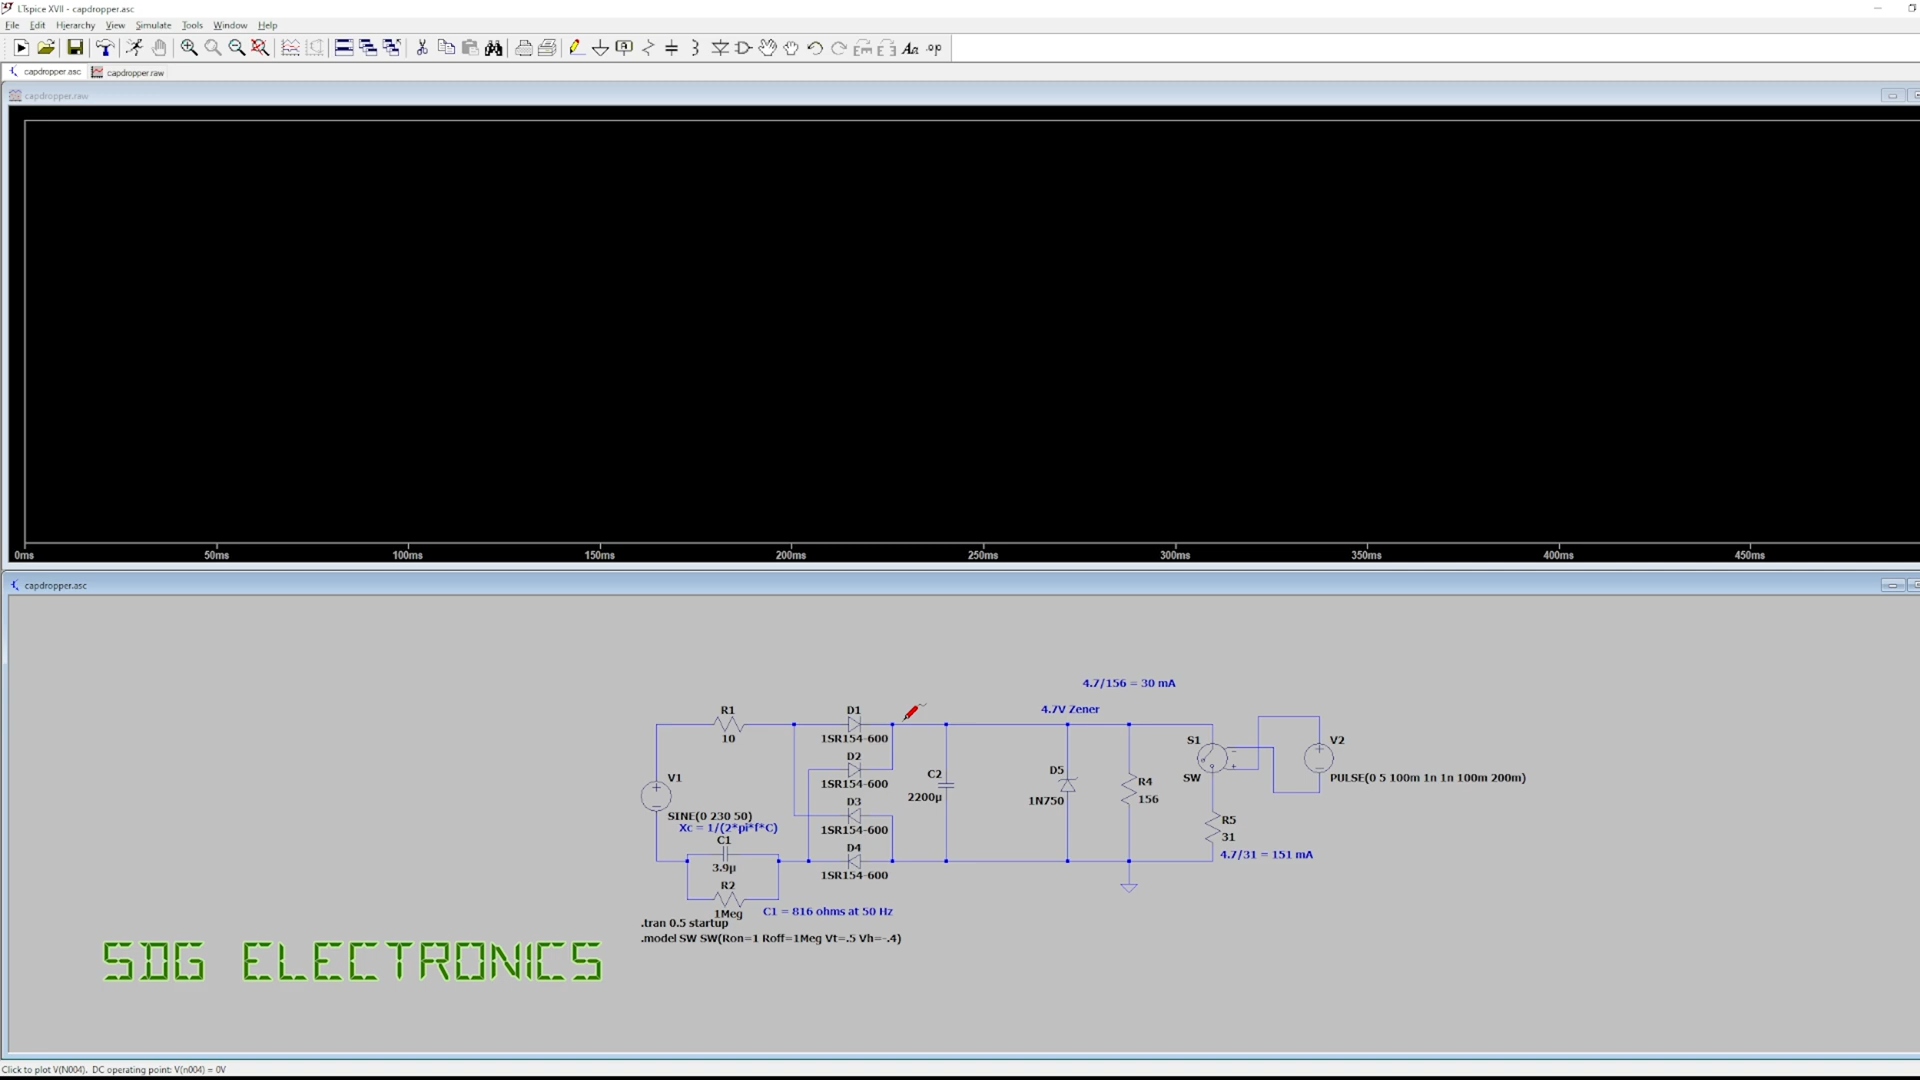 LTspice XVII - capdropper.asc
File Edit Hierarchy View Simulate Tools Window Help
capdropper.asc capdropper.raw
capdropper.raw
0ms 50ms 100ms 150ms 200ms 250ms 300ms 350ms 400ms 450ms
capdropper.asc
4.7/156 = 30 mA
4.7V Zener
R1
10
D1
1SR154-600
D2
1SR154-600
D3
1SR154-600
D4
1SR154-600
V1
SINE(0 230 50)
Xc = 1/(2*pi*f*C)
C1
3.9µ
R2
1Meg
C1 = 816 ohms at 50 Hz
C2
2200µ
D5
1N750
R4
156
S1
SW
V2
PULSE(0 5 100m 1n 1n 100m 200m)
R5
31
4.7/31 = 151 mA
.tran 0.5 startup
.model SW SW(Ron=1 Roff=1Meg Vt=.5 Vh=-.4)
SDG ELECTRONICS
Click to plot V(N004). DC operating point: V(n004) = 0V